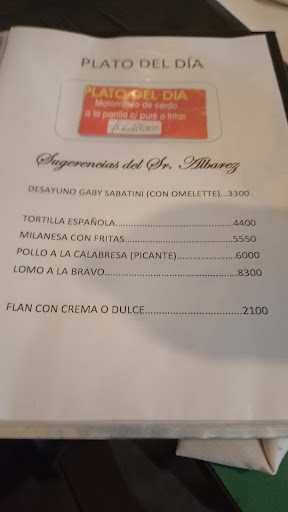 PLATO DEL DÍA
PLATO DEL DIA
Matambito de cerdo
a la parrilla c/ puré o fritas
Sugerencias del Sr. Albarez
DESAYUNO GABY SABATINI (CON OMELETTE)...3300
TORTILLA ESPAÑOLA....................................4400
MILANESA CON FRITAS.................................5550
POLLO A LA CALABRESA (PICANTE)..................6000
LOMO A LA BRAVO........................................8300
FLAN CON CREMA O DULCE.............................2100